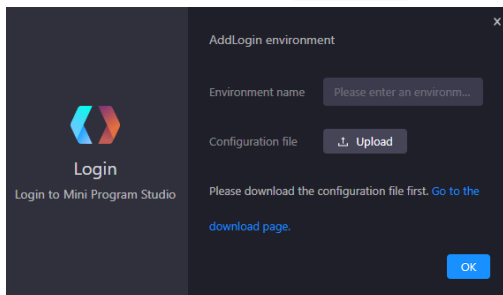 x
AddLogin environment
Environment name
Please enter an environm...
Configuration file
Upload
Login
Login to Mini Program Studio
Please download the configuration file first. Go to the
download page.
OK